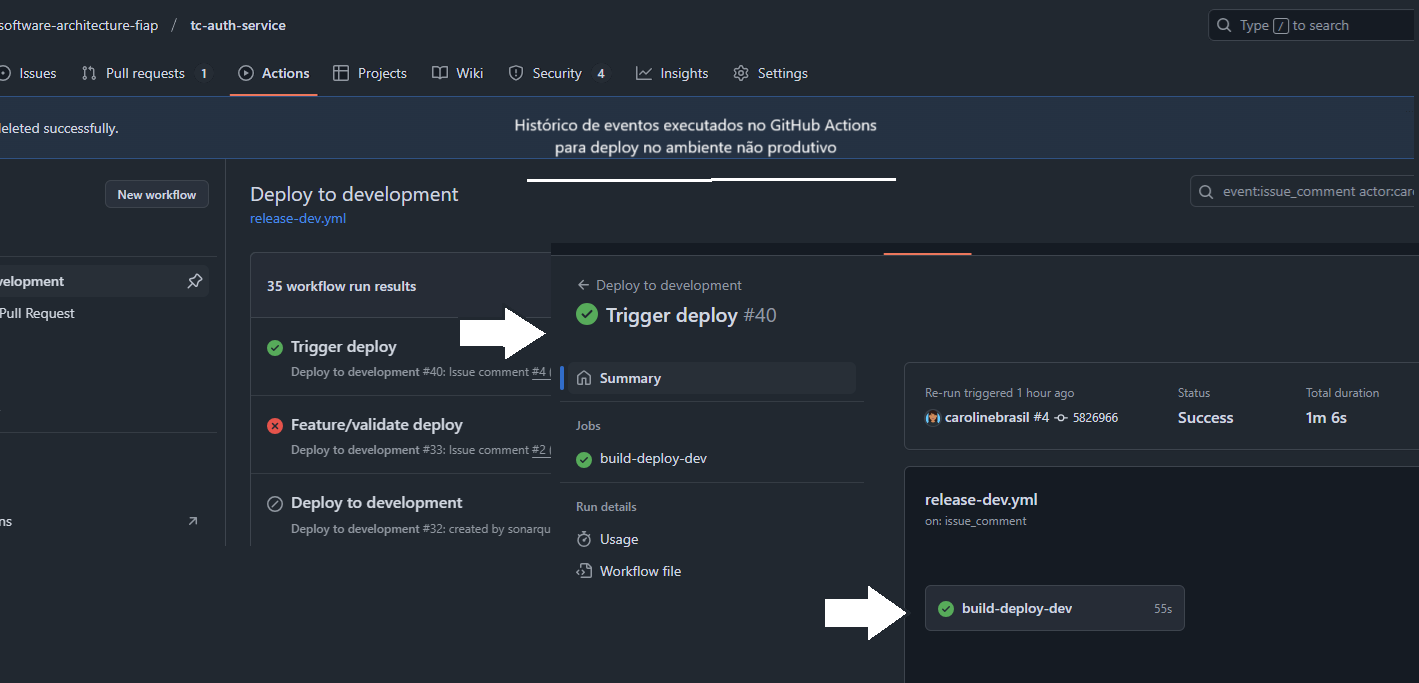 software-architecture-fiap / tc-auth-service
Type / to search
Issues Pull requests 1 Actions Projects Wiki Security 4 Insights Settings
eleted successfully.
Histórico de eventos executados no GitHub Actions
para deploy no ambiente não produtivo
New workflow
Deploy to development
release-dev.yml
event:issue_comment actor:car
velopment
Pull Request
ns
35 workflow run results
Trigger deploy
Deploy to development #40: Issue comment #4 (
Feature/validate deploy
Deploy to development #33: Issue comment #2 (
Deploy to development
Deploy to development #32: created by sonarqu
Deploy to development
Trigger deploy #40
Summary
Jobs
build-deploy-dev
Run details
Usage
Workflow file
Re-run triggered 1 hour ago
carolinebrasil #4 5826966
Status
Success
Total duration
1m 6s
release-dev.yml
on: issue_comment
build-deploy-dev 55s